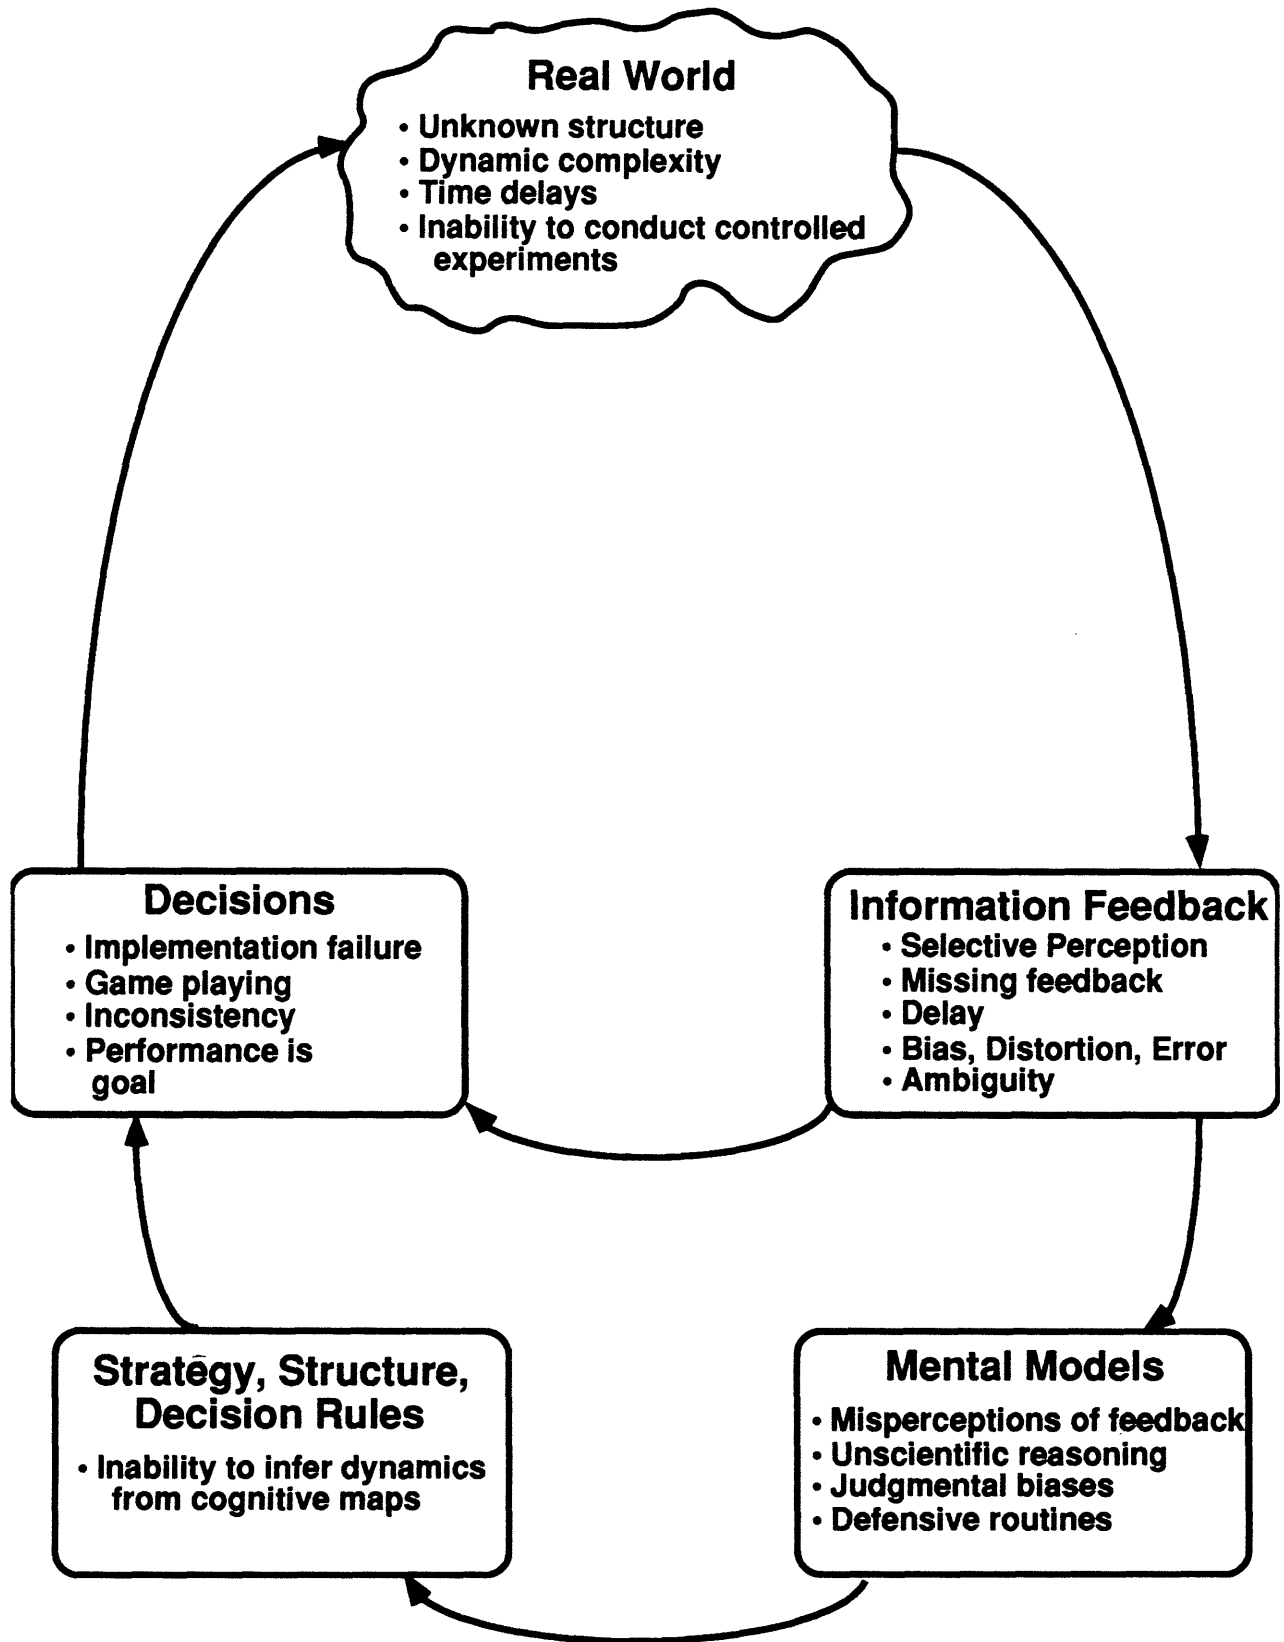 Real World
• Unknown structure
• Dynamic complexity
• Time delays
• Inability to conduct controlled
experiments
Decisions
• Implementation failure
• Game playing
• Inconsistency
• Performance is
goal
Information Feedback
• Selective Perception
• Missing feedback
• Delay
• Bias, Distortion, Error
• Ambiguity
Strategy, Structure,
Decision Rules
• Inability to infer dynamics
from cognitive maps
Mental Models
• Misperceptions of feedback
• Unscientific reasoning
• Judgmental biases
• Defensive routines